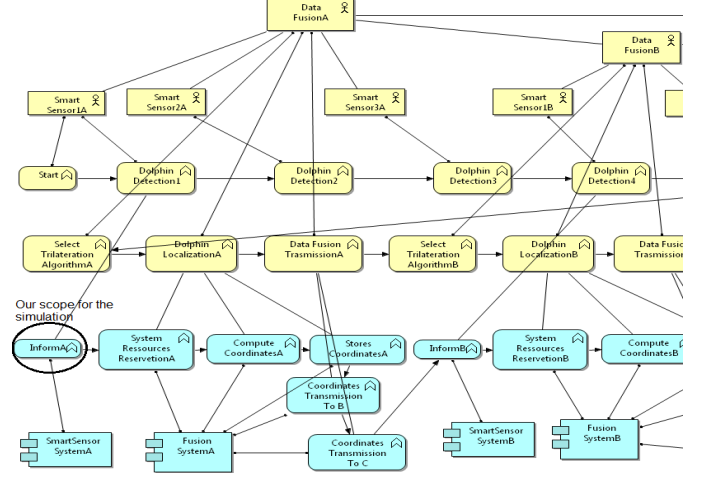 Data
FusionA
Data
FusionB
Smart
Sensor1A
Smart
Sensor2A
Smart
Sensor3A
Smart
Sensor1B
Start
Dolphin
Detection1
Dolphin
Detection2
Dolphin
Detection3
Dolphin
Detection4
Select
Trilateration
AlgorithmA
Dolphin
LocalizationA
Data Fusion
TrasmissionA
Select
Trilateration
AlgorithmB
Dolphin
LocalizationB
Data Fusio
Trasmission
Our scope for the
simulation
InformA
System
Ressources
ReservetionA
Compute
CoordinatesA
Stores
CoordinatesA
InformB
System
Ressources
ReservetionB
Compute
CoordinatesB
Coordinates
Transmission
To B
SmartSensor
SystemA
Fusion
SystemA
Coordinates
Transmission
To C
SmartSensor
SystemB
Fusion
SystemB